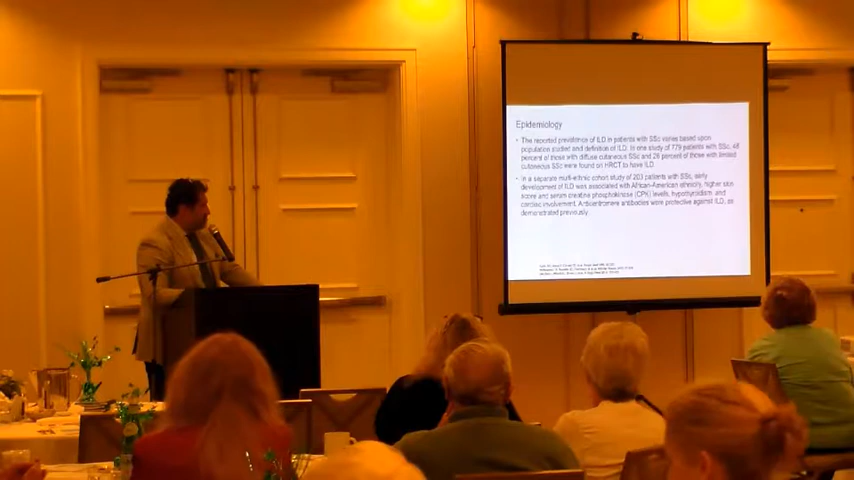 Epidemiology
• The reported prevalence of ILD in patients with SSc varies based upon
population studied and definition of ILD. In one study of 779 patients with SSc, 48
percent of those with diffuse cutaneous SSc and 26 percent of those with limited
cutaneous SSc were found on HRCT to have ILD.
• In a separate multi-ethnic cohort study of 203 patients with SSc, early
development of ILD was associated with African-American ethnicity, higher skin
score and serum creatine phosphokinase (CPK) levels, hypothyroidism and
cardiac involvement. Anticentromere antibodies were protective against ILD, as
demonstrated previously